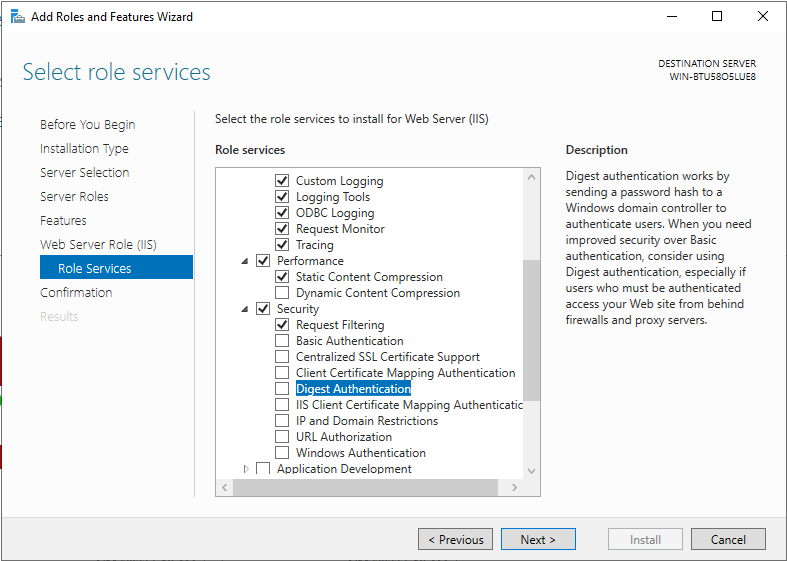 Add Roles and Features Wizard
Select role services
DESTINATION SERVER
WIN-BTU58O5LUE8
Before You Begin
Installation Type
Server Selection
Server Roles
Features
Web Server Role (IIS)
Role Services
Confirmation
Results
Select the role services to install for Web Server (IIS)
Role services
Custom Logging
Logging Tools
ODBC Logging
Request Monitor
Tracing
Performance
Static Content Compression
Dynamic Content Compression
Security
Request Filtering
Basic Authentication
Centralized SSL Certificate Support
Client Certificate Mapping Authentication
Digest Authentication
IIS Client Certificate Mapping Authenticatic
IP and Domain Restrictions
URL Authorization
Windows Authentication
Application Development
Description
Digest authentication works by
sending a password hash to a
Windows domain controller to
authenticate users. When you need
improved security over Basic
authentication, consider using
Digest authentication, especially if
users who must be authenticated
access your Web site from behind
firewalls and proxy servers.
< Previous
Next >
Install
Cancel